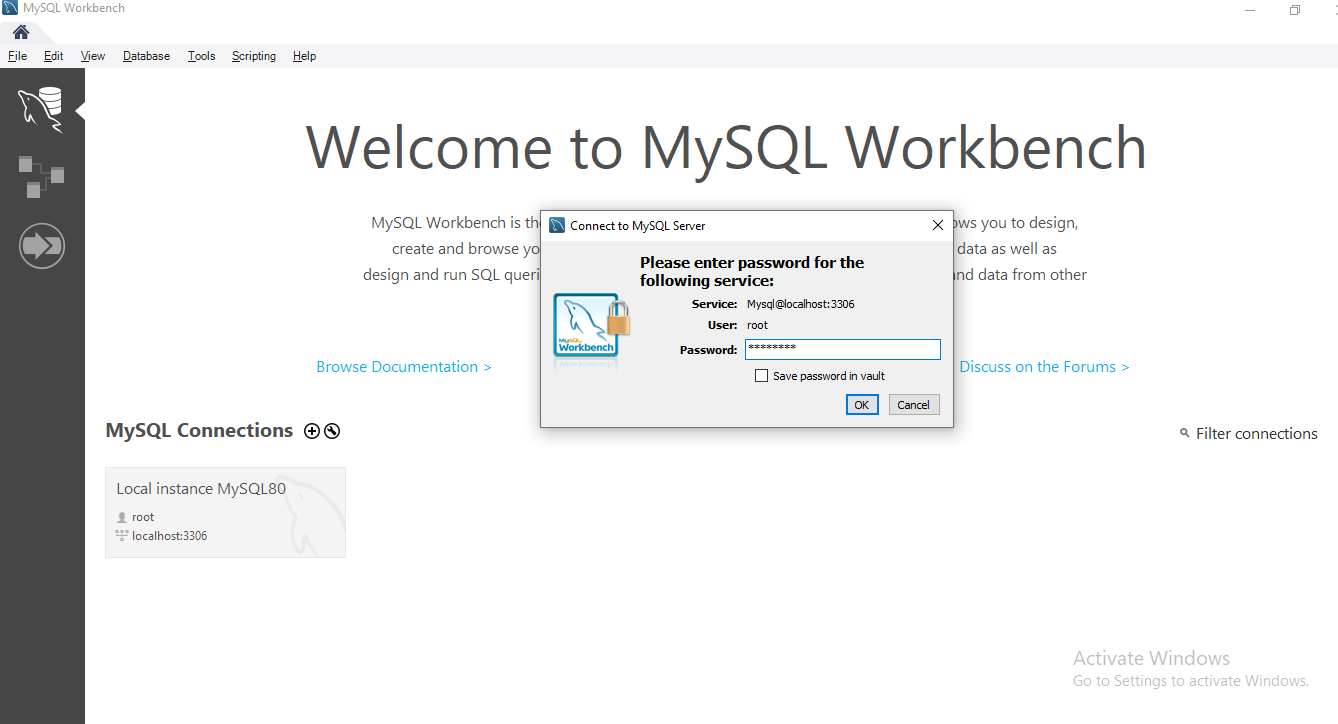 MySQL Workbench
File Edit View Database Tools Scripting Help
Welcome to MySQL Workbench
MySQL Workbench is the
ows you to design,
create and browse yo
data as well as
design and run SQL queri
and data from other
Browse Documentation >
Discuss on the Forums >
Connect to MySQL Server
Please enter password for the
following service:
Service: Mysql@localhost:3306
User: root
Password: ********
Save password in vault
OK Cancel
MySQL
Workbench
MySQL Connections
Filter connections
Local instance MySQL80
root
localhost:3306
Activate Windows
Go to Settings to activate Windows.